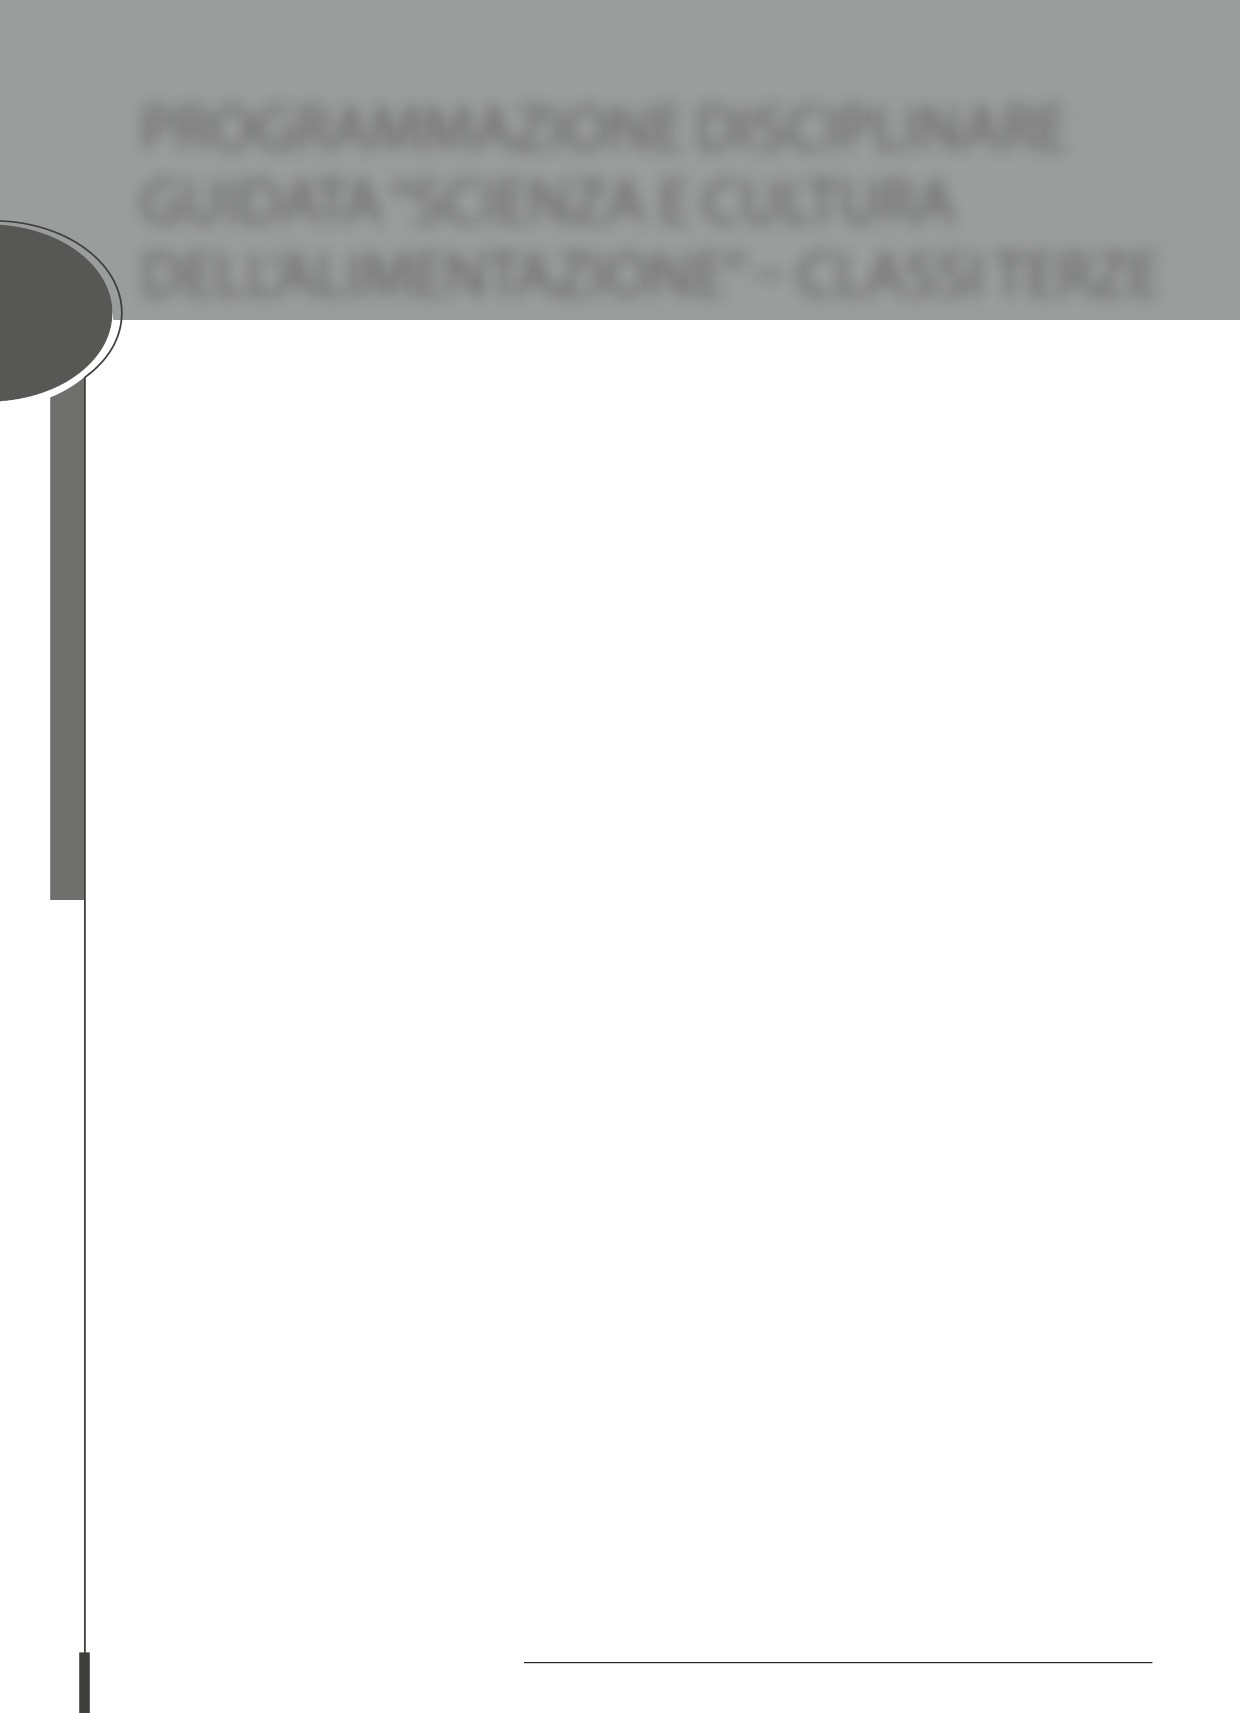 PROGRAMMAZIONE DISCIPLINARE
GUIDATA "SCIENZA E CULTURA
DELL'ALIMENTAZIONE" – CLASSI TERZE